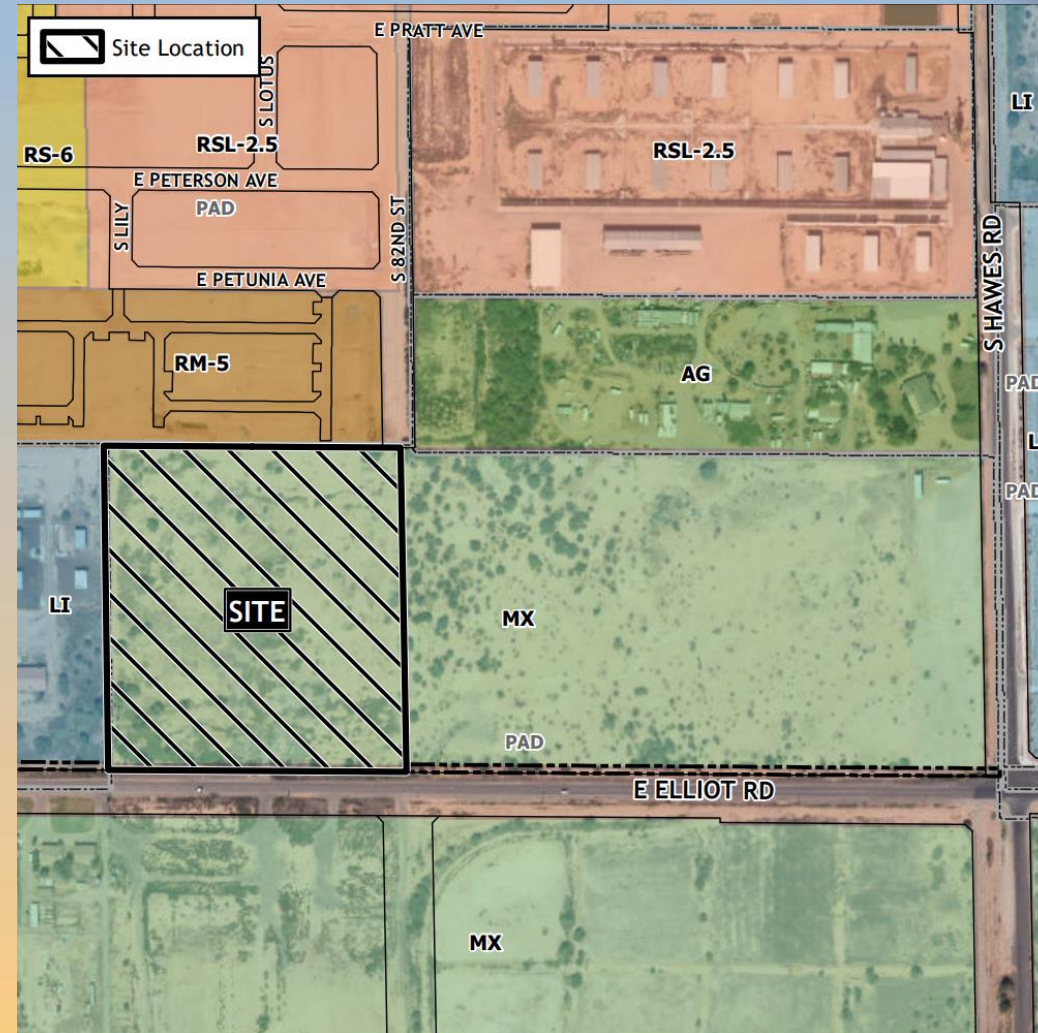 Site Location
E PRATT AVE
S LOTUS
LI
RS-6
RSL-2.5
RSL-2.5
E PETERSON AVE
PAD
S LILY
S 82ND ST
S HAWES RD
E PETUNIA AVE
RM-5
AG
PAD
L
PAD
LI
SITE
MX
PAD
E ELLIOT RD
MX